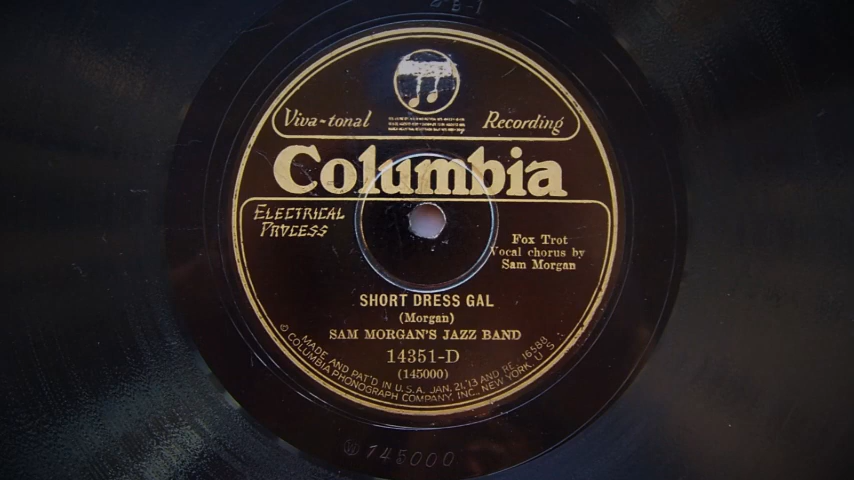 Viva-tonal Recording
Columbia
ELECTRICAL
PROCESS
Fox Trot
Vocal chorus by
Sam Morgan
SHORT DRESS GAL
(Morgan)
SAM MORGAN'S JAZZ BAND
14351-D
(145000)
MADE AND PAT'D IN U.S.A. JAN. 21, '13 AND RE. 16588
© COLUMBIA PHONOGRAPH COMPANY, INC., NEW YORK, U.S.
W 145000